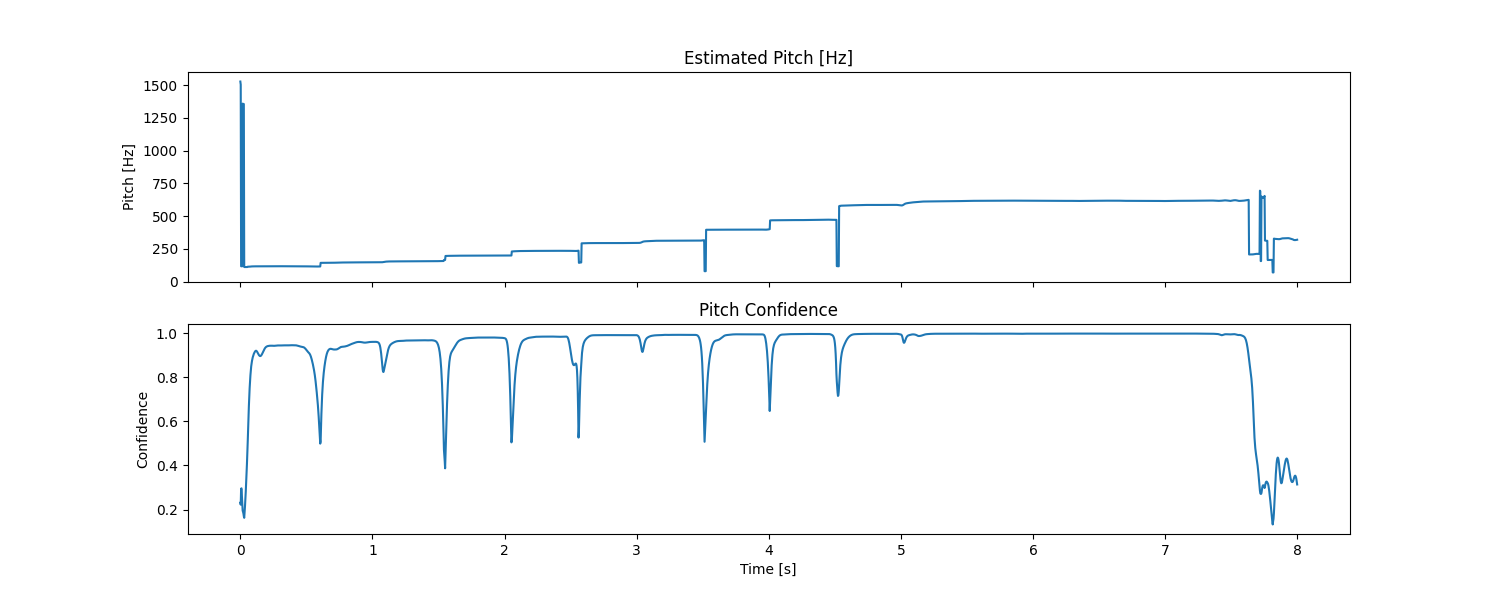 Estimated Pitch [Hz]
1500
1250
1000
750
500
250
0
Pitch [Hz]
Pitch Confidence
1.0
0.8
0.6
0.4
0.2
Confidence
0 1 2 3 4 5 6 7 8
Time [s]